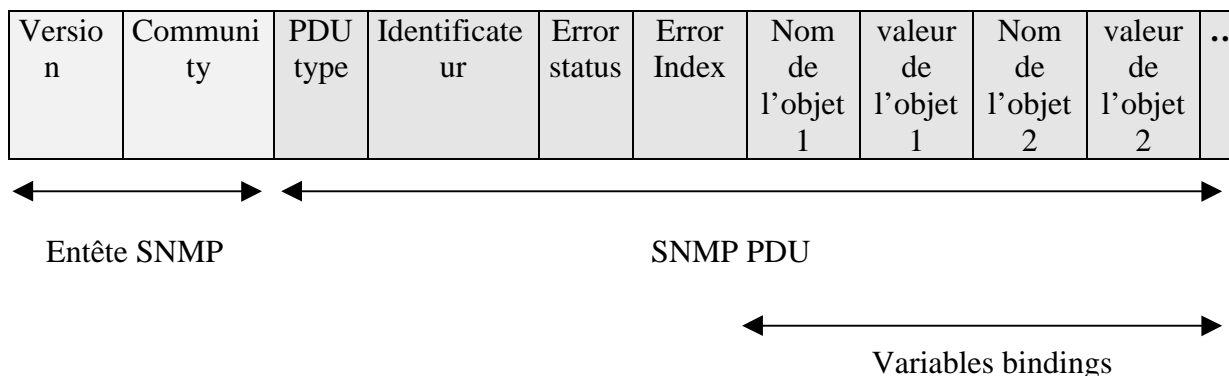 Versio Communi PDU Identificate Error Error Nom valeur Nom valeur ..
n ty type ur status Index de de de de
l’objet l’objet l’objet l’objet
1 1 2 2
Entête SNMP SNMP PDU
Variables bindings